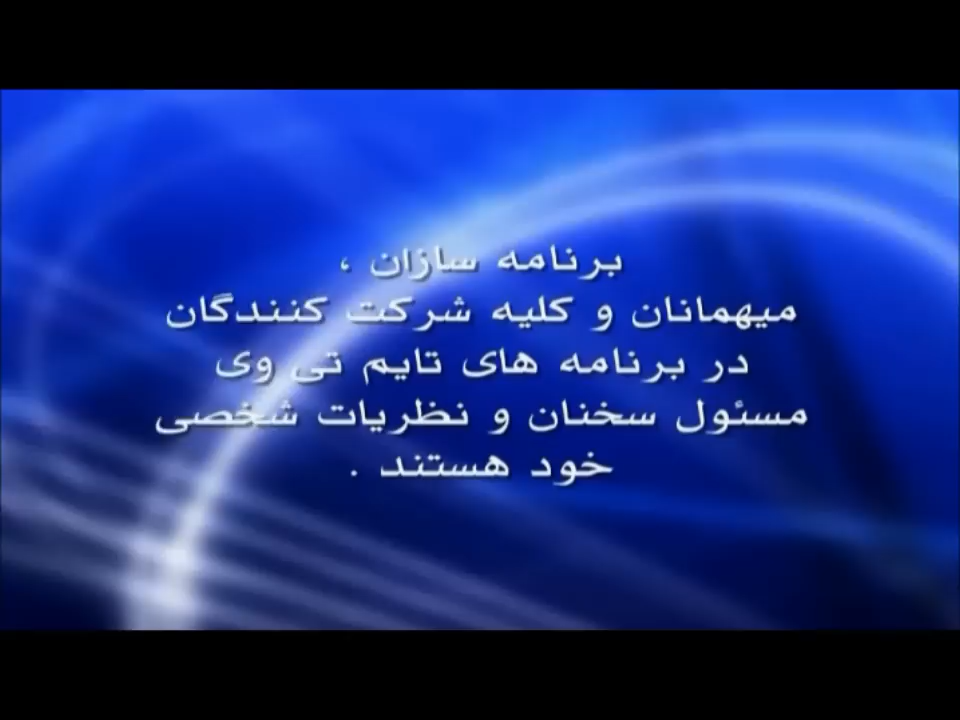 برنامه سازان ،
میهمانان و کلیه شرکت کنندگان
در برنامه های تایم تی وی
مسئول سخنان و نظریات شخصی
خود هستند .